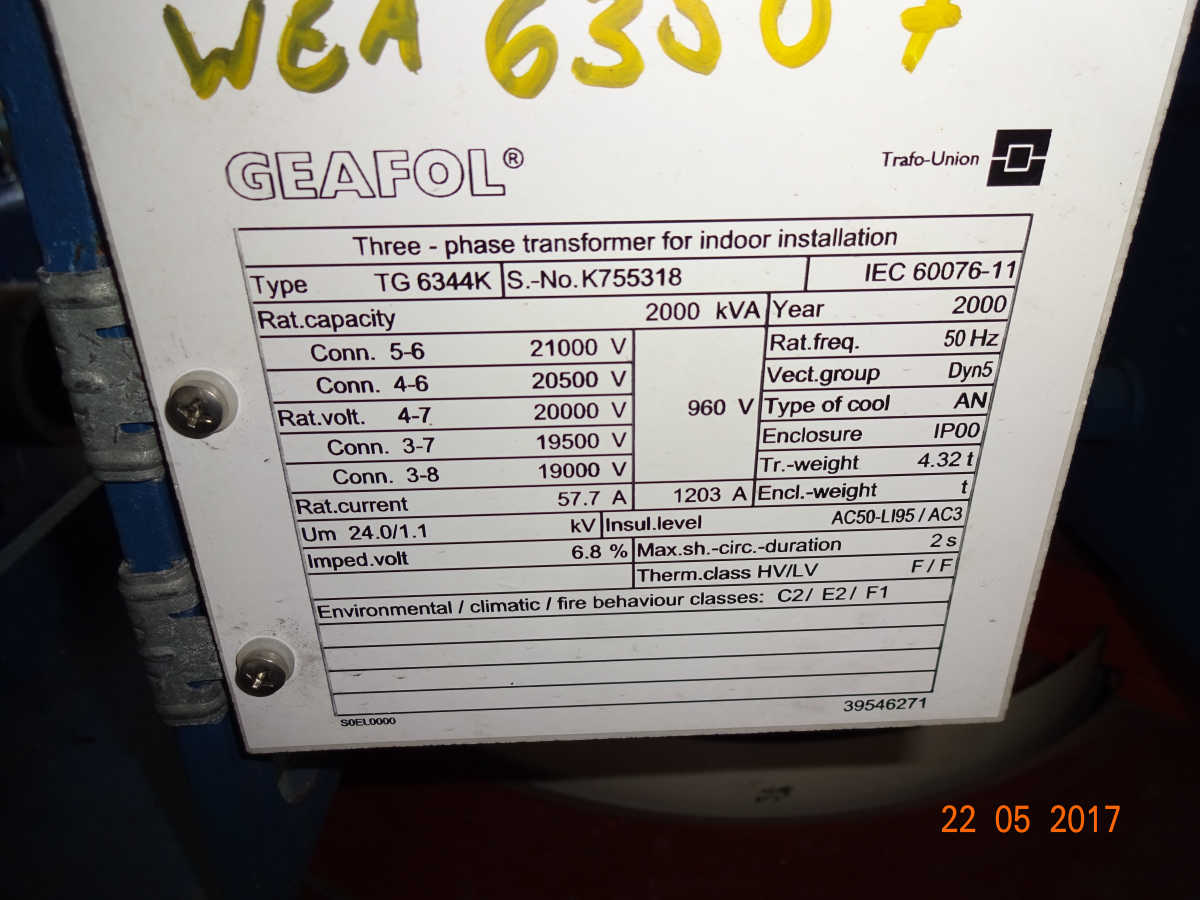 WEA 63507
GEAFOL®
Trafo-Union
Three - phase transformer for indoor installation
Type TG 6344K S.-No. K755318 IEC 60076-11
Rat.capacity 2000 kVA Year 2000
Conn. 5-6 21000 V Rat.freq. 50 Hz
Conn. 4-6 20500 V Vect.group Dyn5
Rat.volt. 4-7 20000 V 960 V Type of cool AN
Conn. 3-7 19500 V Enclosure IP00
Conn. 3-8 19000 V Tr.-weight 4.32 t
Rat.current 57.7 A 1203 A Encl.-weight t
Um 24.0/1.1 kV Insul.level AC50-LI95 / AC3
Imped.volt 6.8 % Max.sh.-circ.-duration 2 s
Therm.class HV/LV F / F
Environmental / climatic / fire behaviour classes: C2/ E2/ F1
S0EL0000 39546271
22 05 2017